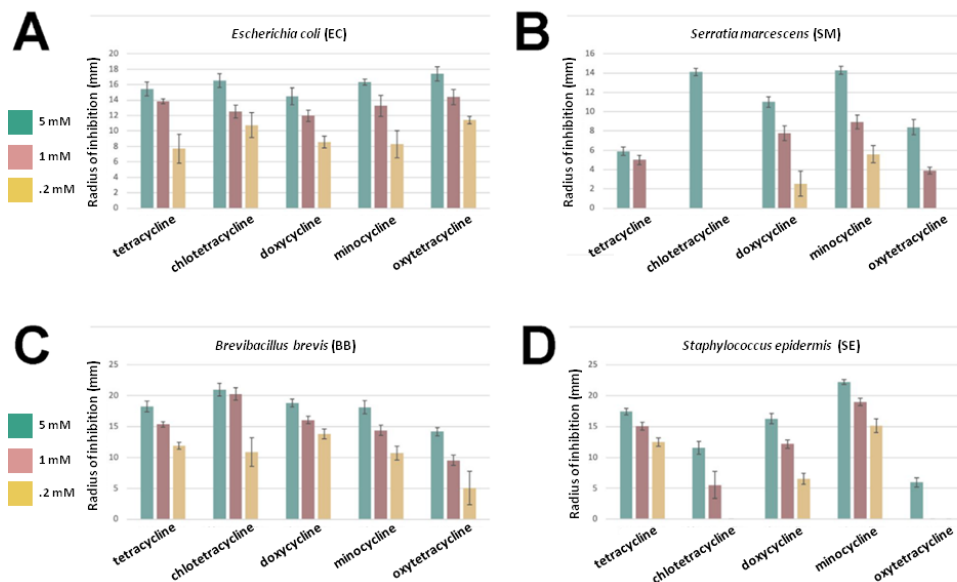 A
Escherichia coli (EC)
Radius of inhibition (mm)
20
18
16
14
12
10
8
6
4
2
0
tetracycline
chlotetracycline
doxycycline
minocycline
oxytetracycline
5 mM
1 mM
.2 mM
B
Serratia marcescens (SM)
Radius of inhibition (mm)
16
14
12
10
8
6
4
2
0
tetracycline
chlotetracycline
doxycycline
minocycline
oxytetracycline
C
Brevibacillus brevis (BB)
Radius of inhibition (mm)
25
20
15
10
5
0
tetracycline
chlotetracycline
doxycycline
minocycline
oxytetracycline
5 mM
1 mM
.2 mM
D
Staphylococcus epidermis (SE)
Radius of inhibition (mm)
25
20
15
10
5
0
tetracycline
chlotetracycline
doxycycline
minocycline
oxytetracycline